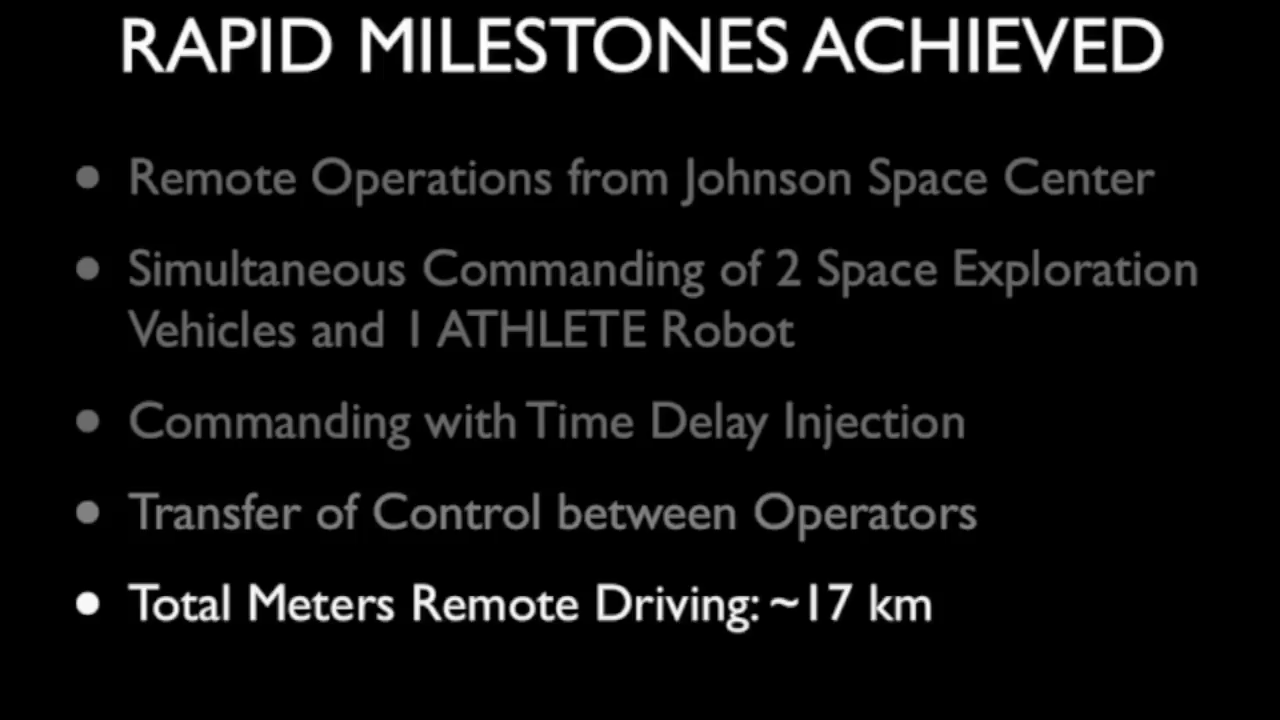 RAPID MILESTONES ACHIEVED
• Remote Operations from Johnson Space Center
• Simultaneous Commanding of 2 Space Exploration
Vehicles and 1 ATHLETE Robot
• Commanding with Time Delay Injection
• Transfer of Control between Operators
• Total Meters Remote Driving: ~17 km